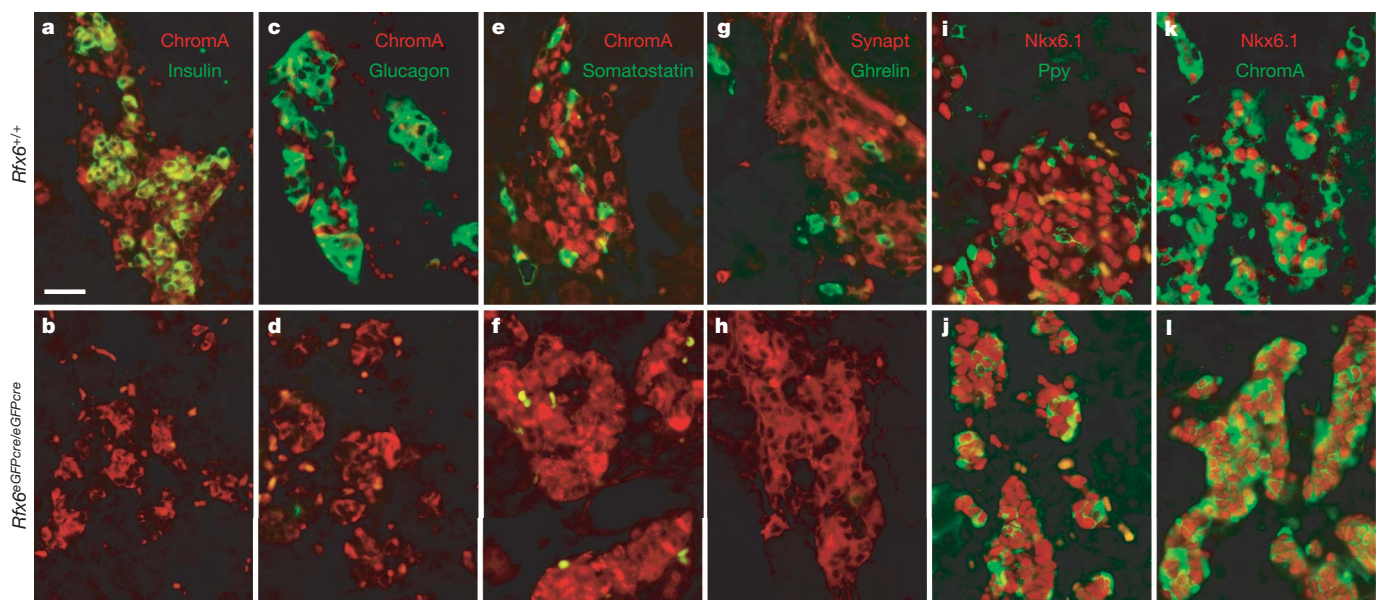 a
ChromA
Insulin
c
ChromA
Glucagon
e
ChromA
Somatostatin
g
Synapt
Ghrelin
i
Nkx6.1
Ppy
k
Nkx6.1
ChromA
Rfx6+/+
b
d
f
h
j
l
Rfx6eGFPcre/eGFPcre